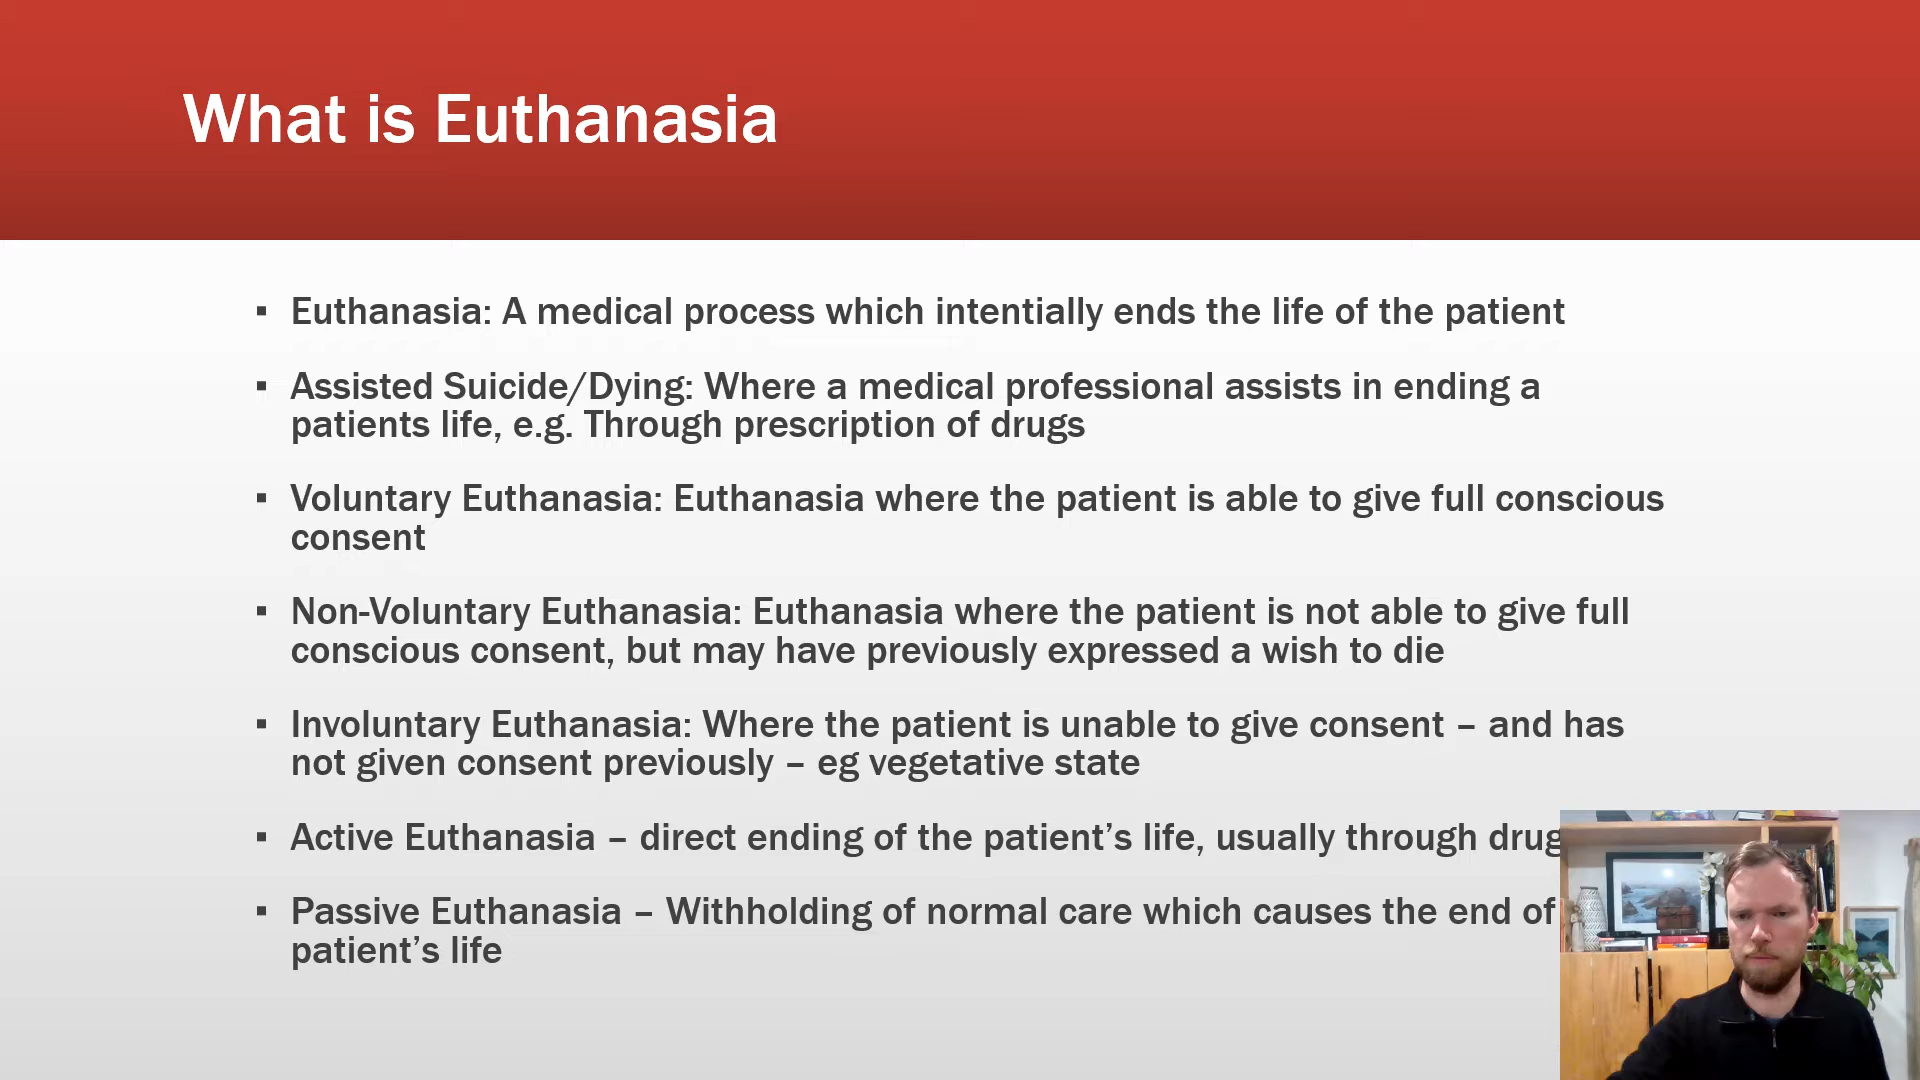 What is Euthanasia
▪ Euthanasia: A medical process which intentially ends the life of the patient
▪ Assisted Suicide/Dying: Where a medical professional assists in ending a
patients life, e.g. Through prescription of drugs
▪ Voluntary Euthanasia: Euthanasia where the patient is able to give full conscious
consent
▪ Non-Voluntary Euthanasia: Euthanasia where the patient is not able to give full
conscious consent, but may have previously expressed a wish to die
▪ Involuntary Euthanasia: Where the patient is unable to give consent – and has
not given consent previously – eg vegetative state
▪ Active Euthanasia – direct ending of the patient’s life, usually through
▪ Passive Euthanasia – Withholding of normal care which causes the end of
patient’s life